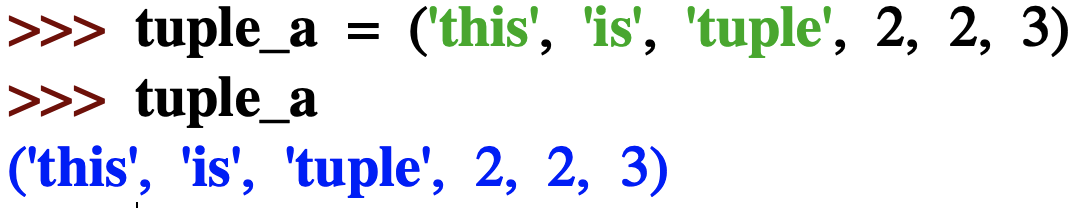 >>> tuple_a = ('this', 'is', 'tuple', 2, 2, 3)
>>> tuple_a
('this', 'is', 'tuple', 2, 2, 3)